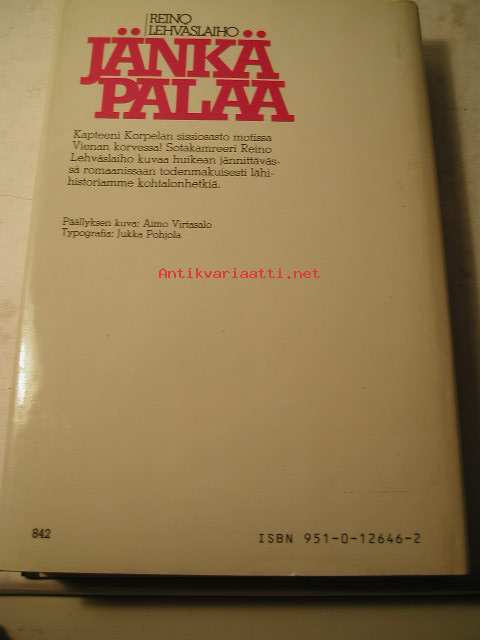 REINO
LEHVÄSLAIHO
JÄNKÄ
PALAA
Kapteeni Korpelan sissiosasto motissa
Vienan korvessa! Sotakamreeri Reino
Lehväslaiho kuvaa huikean jännittäväs-
sä romaanissaan todenmakuisesti lähi-
historiamme kohtalonhetkiä.
Päällyksen kuva: Aimo Virtasalo
Typografia: Jukka Pohjola
Antikvariaatti.net
842
ISBN 951-0-12646-2